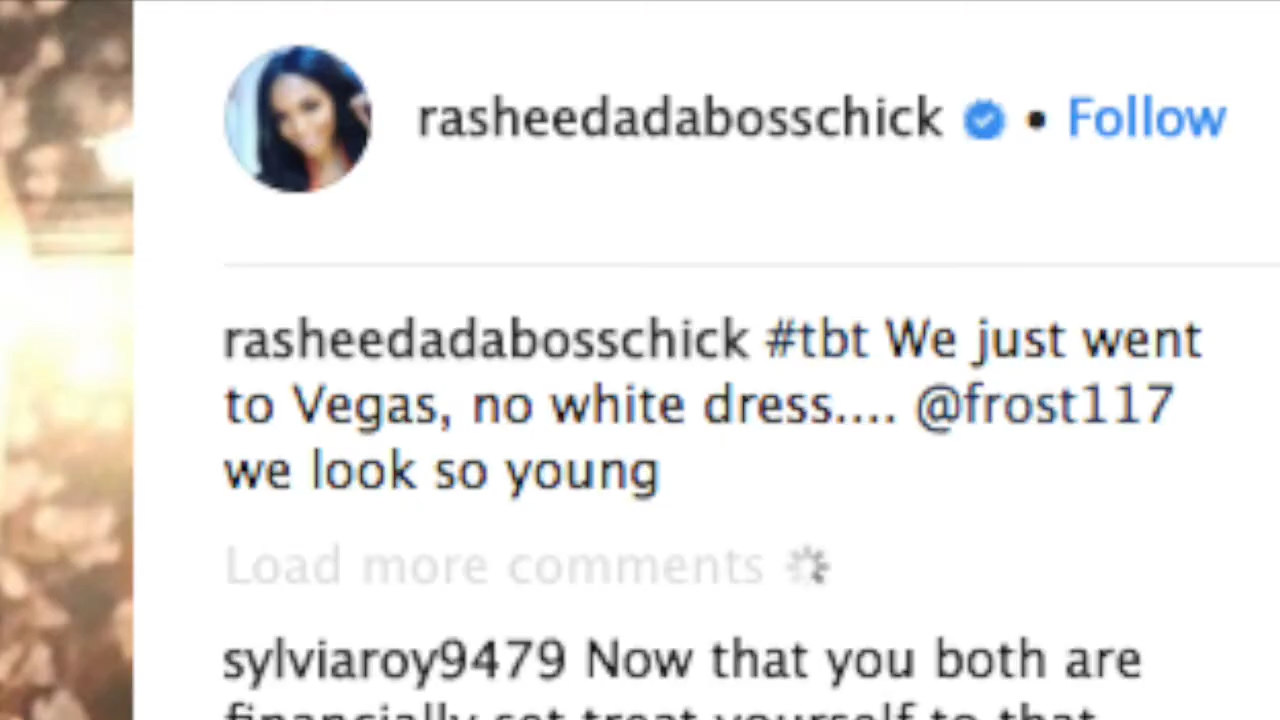 rasheedadabosschick • Follow
rasheedadabosschick #tbt We just went
to Vegas, no white dress.... @frost117
we look so young
Load more comments
sylviaroy9479 Now that you both are
financially set treat yourself to that